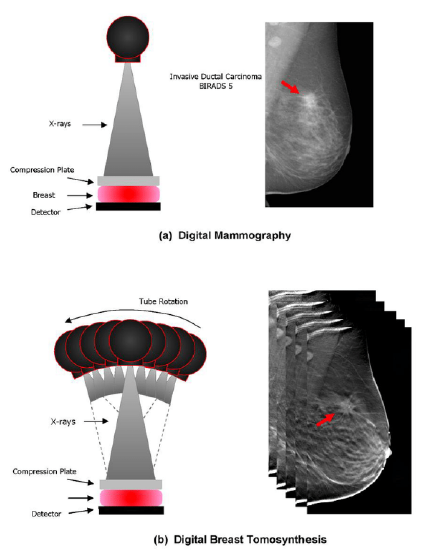 Invasive Ductal Carcinoma
BIRADS 5
X-rays
Compression Plate
Breast
Detector
(a) Digital Mammography
Tube Rotation
X-rays
Compression Plate
Detector
(b) Digital Breast Tomosynthesis